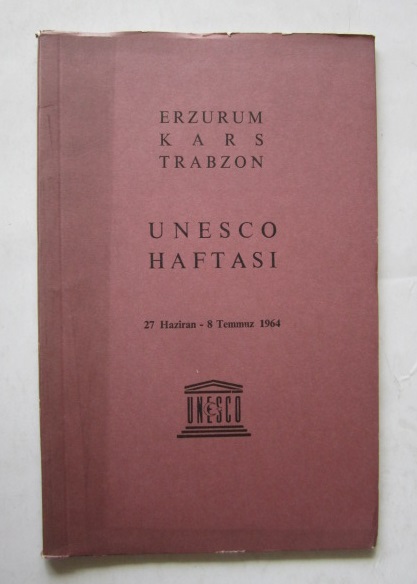 ERZURUM
KARS
TRABZON
UNESCO
HAFTASI
27 Haziran - 8 Temmuz 1964
UNESCO